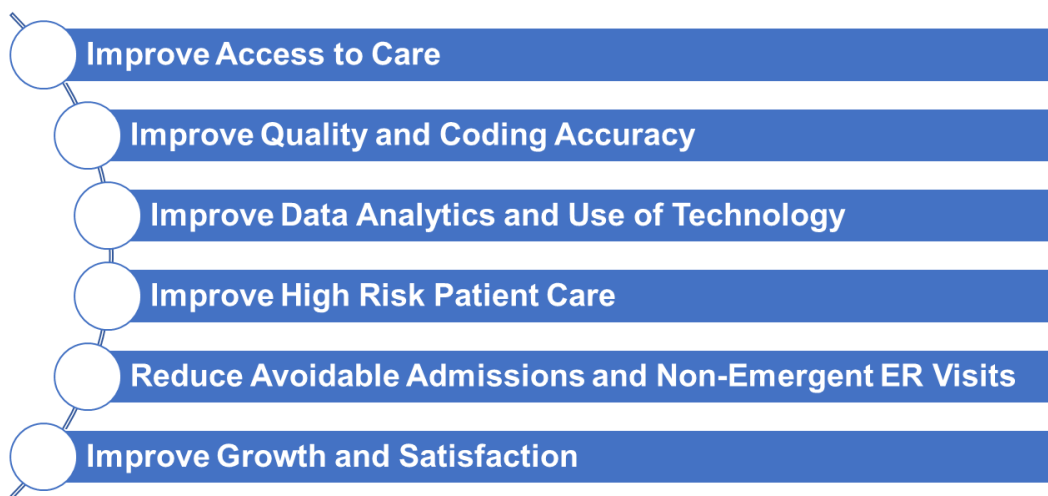 Improve Access to Care
Improve Quality and Coding Accuracy
Improve Data Analytics and Use of Technology
Improve High Risk Patient Care
Reduce Avoidable Admissions and Non-Emergent ER Visits
Improve Growth and Satisfaction